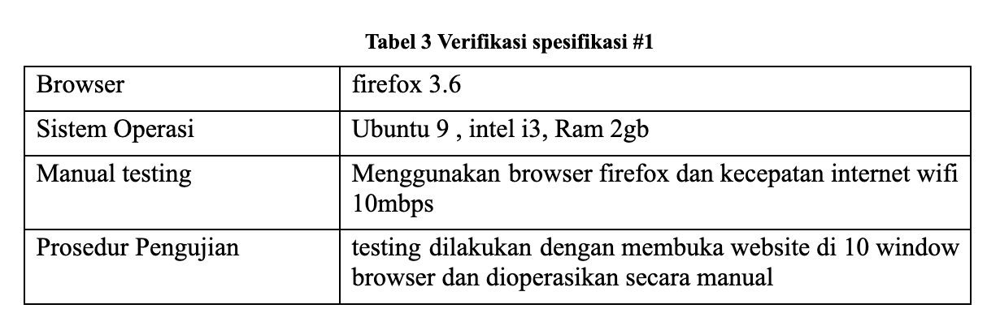 Tabel 3 Verifikasi spesifikasi #1
Browser
firefox 3.6
Sistem Operasi
Ubuntu 9 , intel i3, Ram 2gb
Manual testing
Menggunakan browser firefox dan kecepatan internet wifi
10mbps
Prosedur Pengujian
testing dilakukan dengan membuka website di 10 window
browser dan dioperasikan secara manual